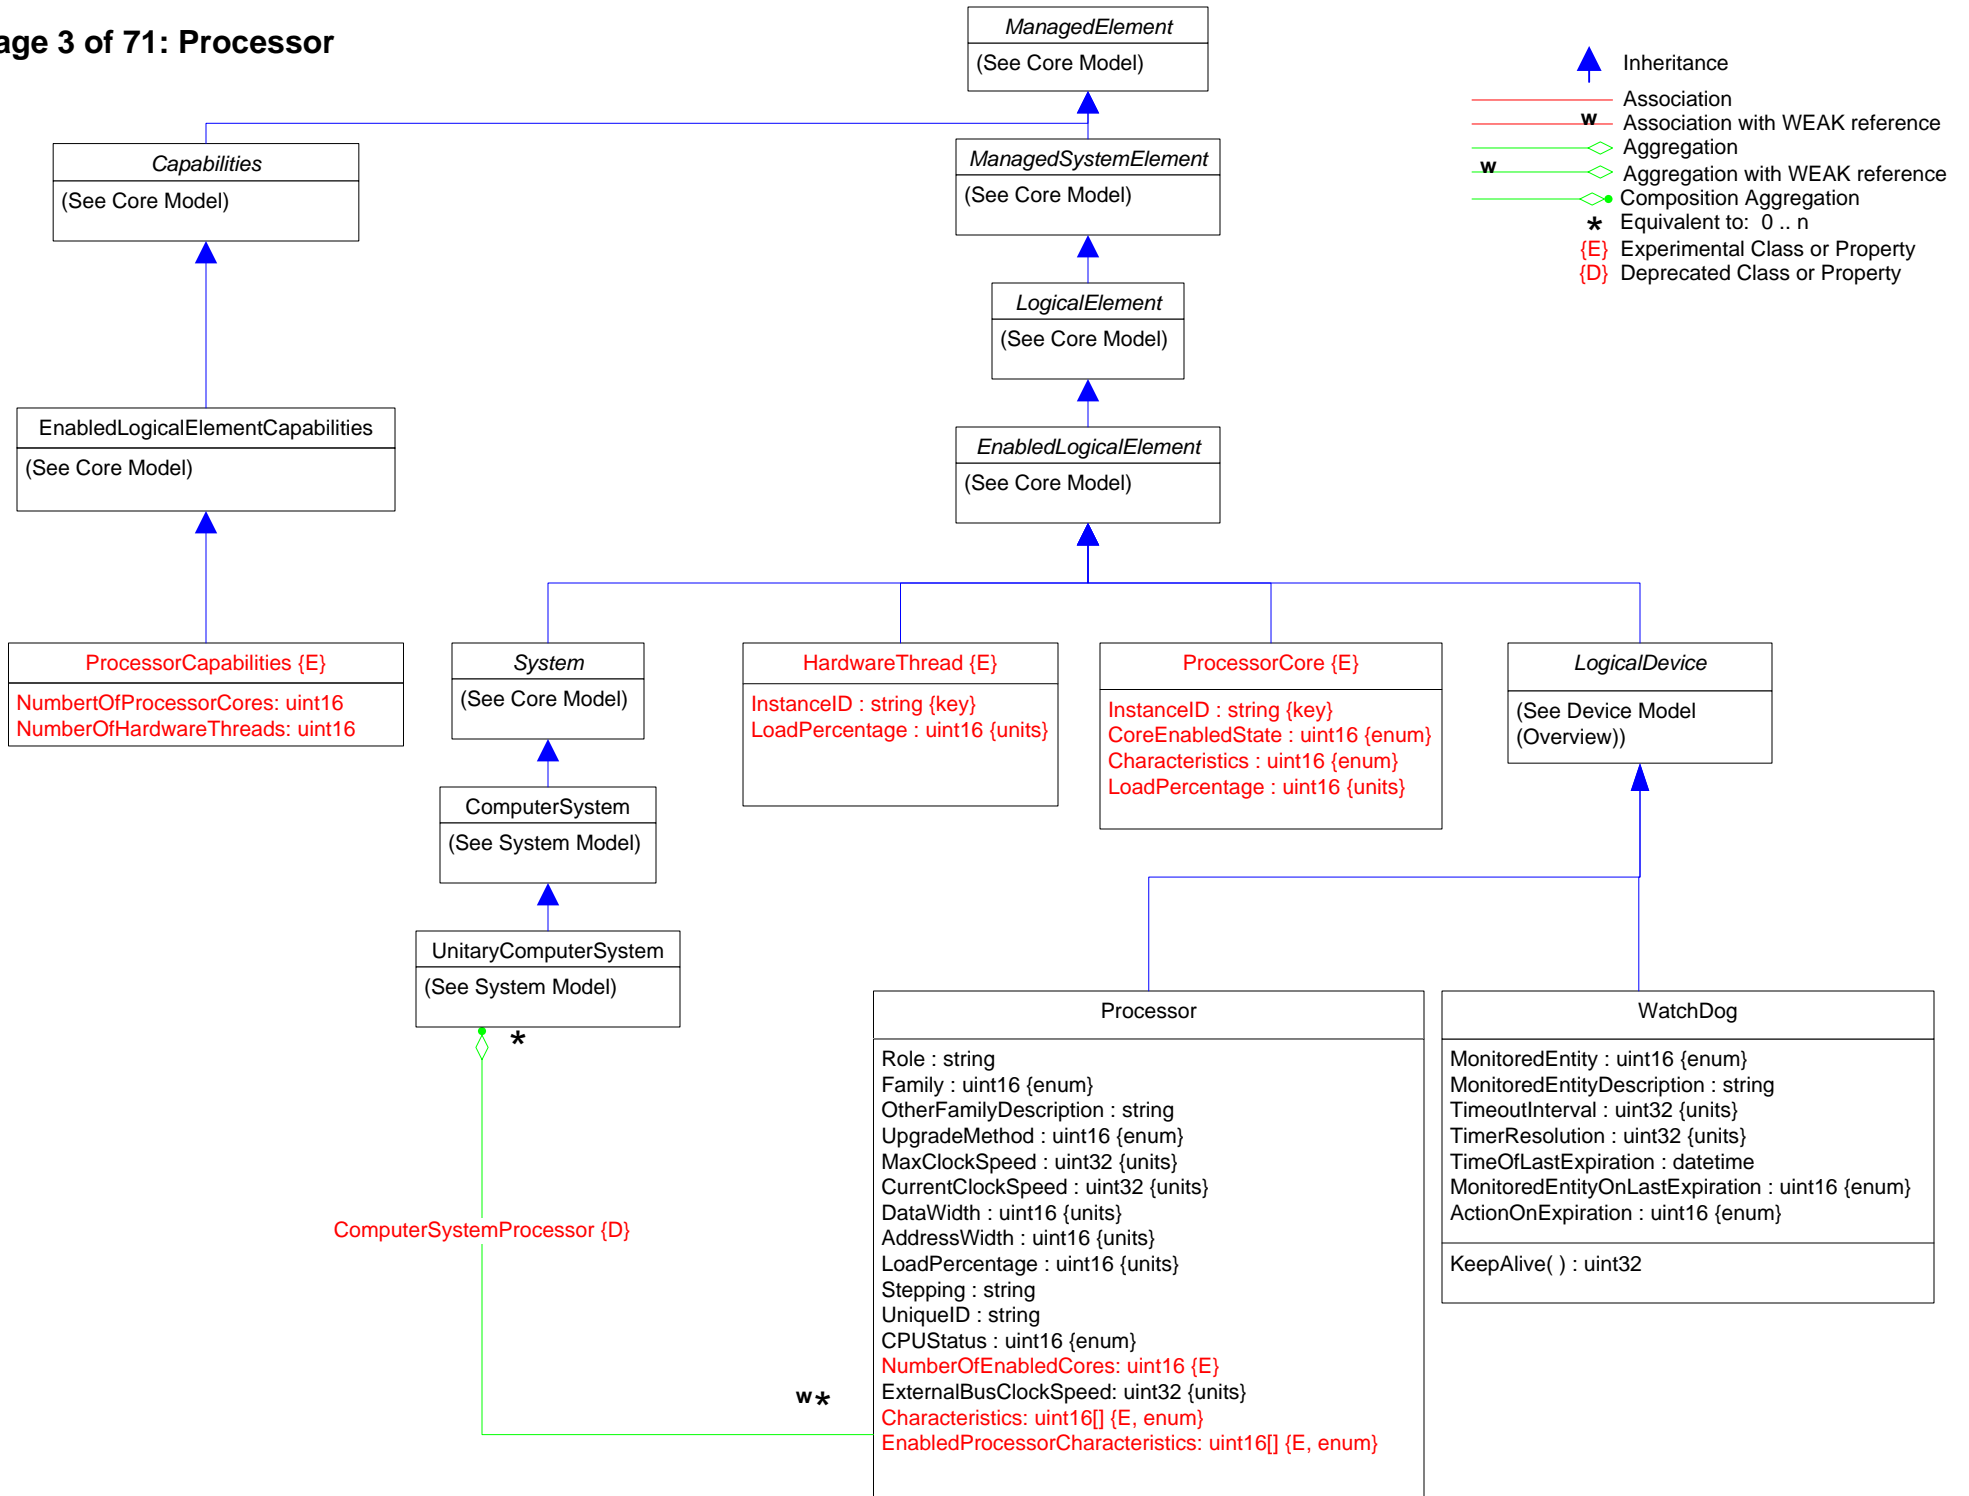 age 3 of 71: Processor
ManagedElement
(See Core Model)
Inheritance
Association
w Association with WEAK reference
Aggregation
w Aggregation with WEAK reference
Composition Aggregation
* Equivalent to: 0 .. n
{E} Experimental Class or Property
{D} Deprecated Class or Property
Capabilities
(See Core Model)
ManagedSystemElement
(See Core Model)
LogicalElement
(See Core Model)
EnabledLogicalElementCapabilities
(See Core Model)
EnabledLogicalElement
(See Core Model)
ProcessorCapabilities {E}
NumbertOfProcessorCores: uint16
NumberOfHardwareThreads: uint16
System
(See Core Model)
HardwareThread {E}
InstanceID : string {key}
LoadPercentage : uint16 {units}
ProcessorCore {E}
InstanceID : string {key}
CoreEnabledState : uint16 {enum}
Characteristics : uint16 {enum}
LoadPercentage : uint16 {units}
LogicalDevice
(See Device Model
(Overview))
ComputerSystem
(See System Model)
UnitaryComputerSystem
(See System Model)
*
ComputerSystemProcessor {D}
w*
Processor
Role : string
Family : uint16 {enum}
OtherFamilyDescription : string
UpgradeMethod : uint16 {enum}
MaxClockSpeed : uint32 {units}
CurrentClockSpeed : uint32 {units}
DataWidth : uint16 {units}
AddressWidth : uint16 {units}
LoadPercentage : uint16 {units}
Stepping : string
UniqueID : string
CPUStatus : uint16 {enum}
NumberOfEnabledCores: uint16 {E}
ExternalBusClockSpeed: uint32 {units}
Characteristics: uint16[] {E, enum}
EnabledProcessorCharacteristics: uint16[] {E, enum}
WatchDog
MonitoredEntity : uint16 {enum}
MonitoredEntityDescription : string
TimeoutInterval : uint32 {units}
TimerResolution : uint32 {units}
TimeOfLastExpiration : datetime
MonitoredEntityOnLastExpiration : uint16 {enum}
ActionOnExpiration : uint16 {enum}
KeepAlive( ) : uint32